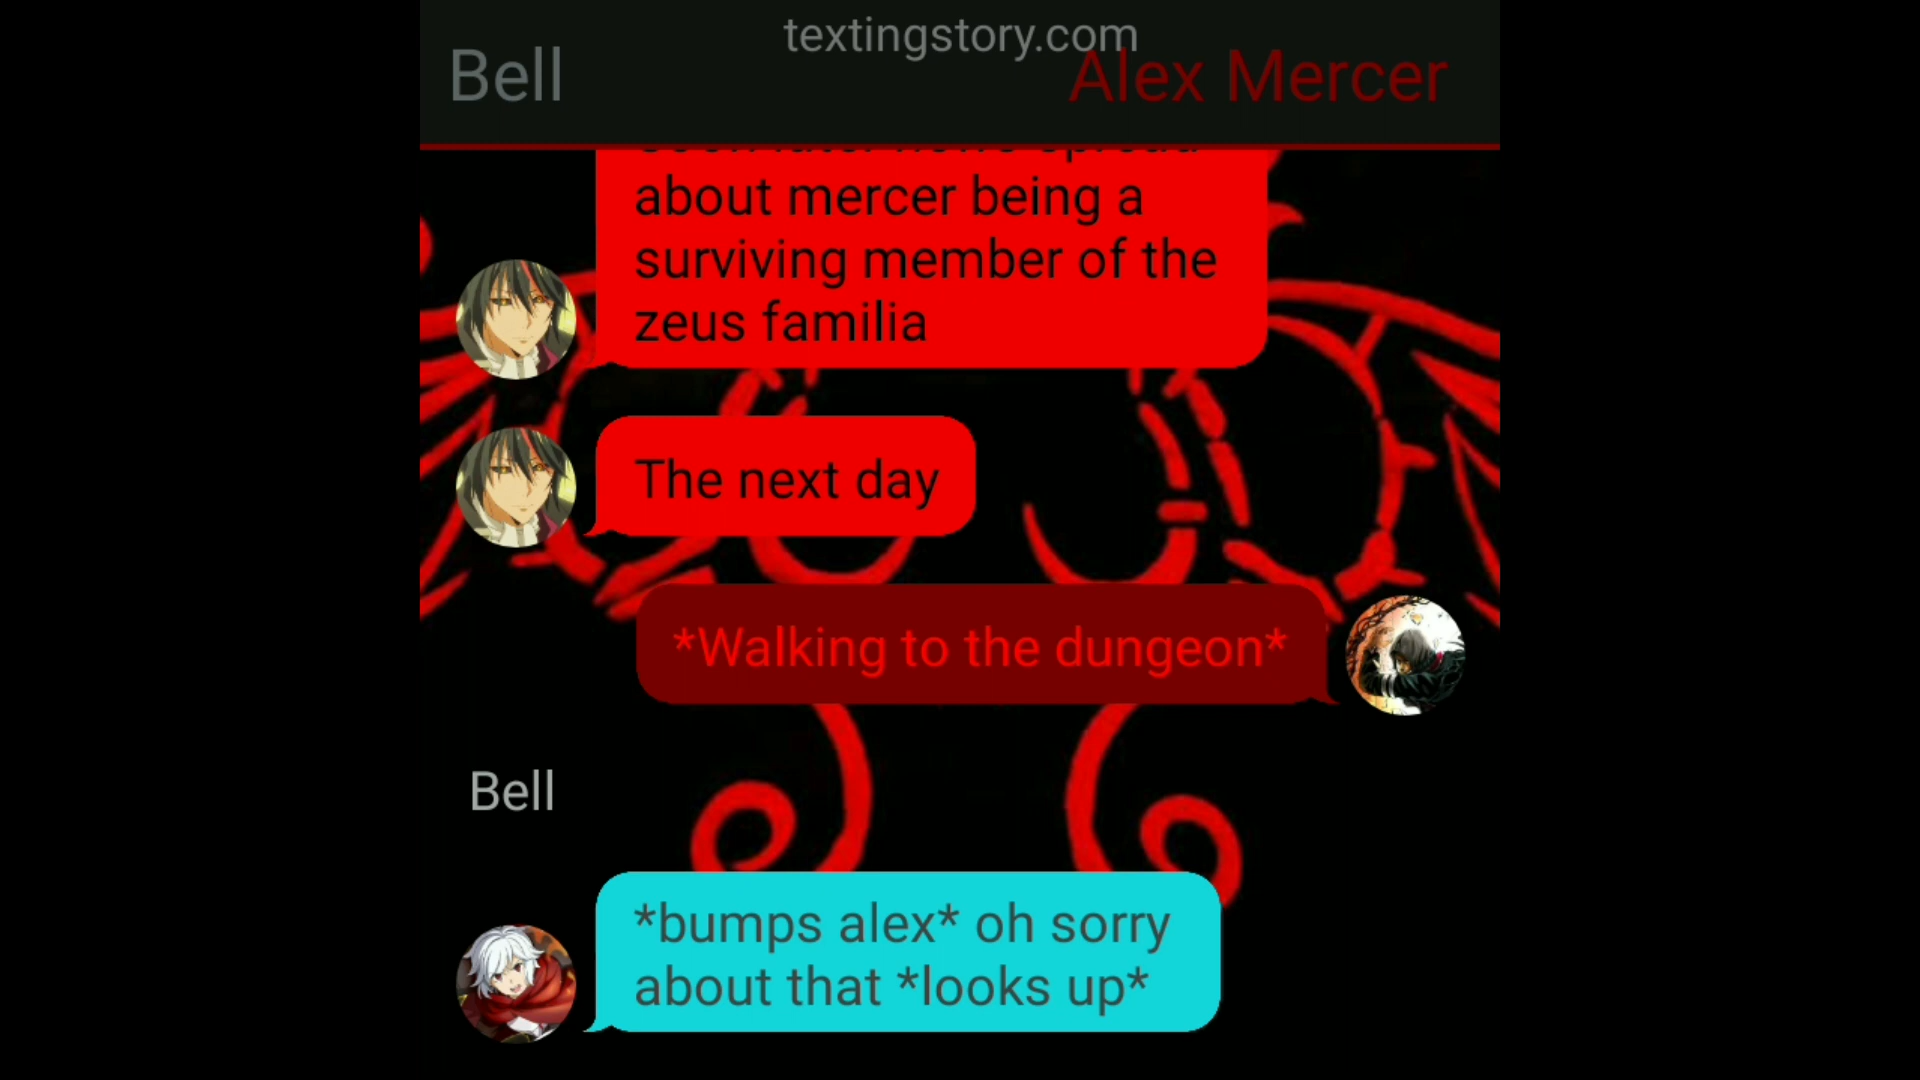 textingstory.com
Bell
Alex Mercer
about mercer being a
surviving member of the
zeus familia
The next day
*Walking to the dungeon*
Bell
*bumps alex* oh sorry
about that *looks up*